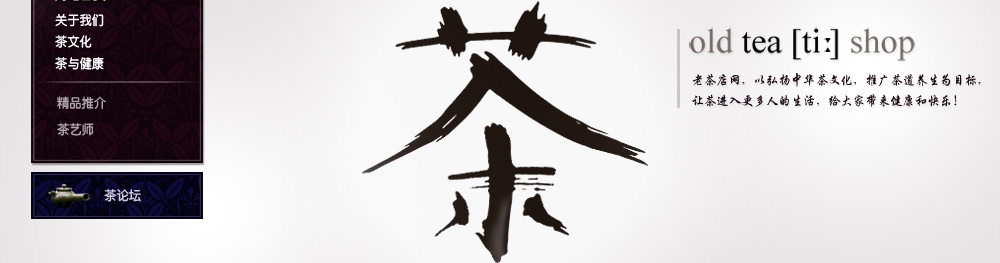 关于我们
茶文化
茶与健康
精品推介
茶艺师
茶论坛
茶
old tea [ti:] shop
老茶店网，以弘扬中华茶文化，推广茶道养生为目标，
让茶进入更多人的生活，给大家带来健康和快乐！